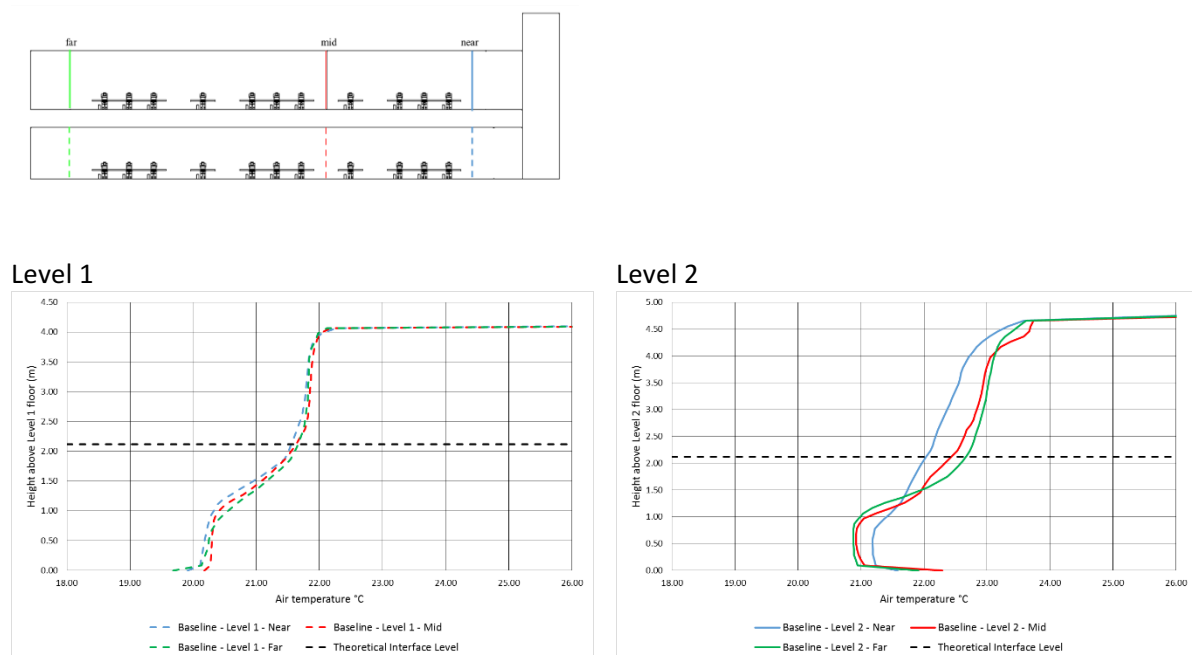 far mid near
Level 1
Level 2
4.50
4.00
3.50
3.00
2.50
2.00
1.50
1.00
0.50
0.00
Height above Level 1 floor (m)
18.00 19.00 20.00 21.00 22.00 23.00 24.00 25.00 26.00
Air temperature °C
Baseline - Level 1 - Near Baseline - Level 1 - Mid
Baseline - Level 1 - Far Theoretical Interface Level
5.00
4.50
4.00
3.50
3.00
2.50
2.00
1.50
1.00
0.50
0.00
Height above Level 2 floor (m)
18.00 19.00 20.00 21.00 22.00 23.00 24.00 25.00 26.00
Air temperature °C
Baseline - Level 2 - Near Baseline - Level 2 - Mid
Baseline - Level 2 - Far Theoretical Interface Level